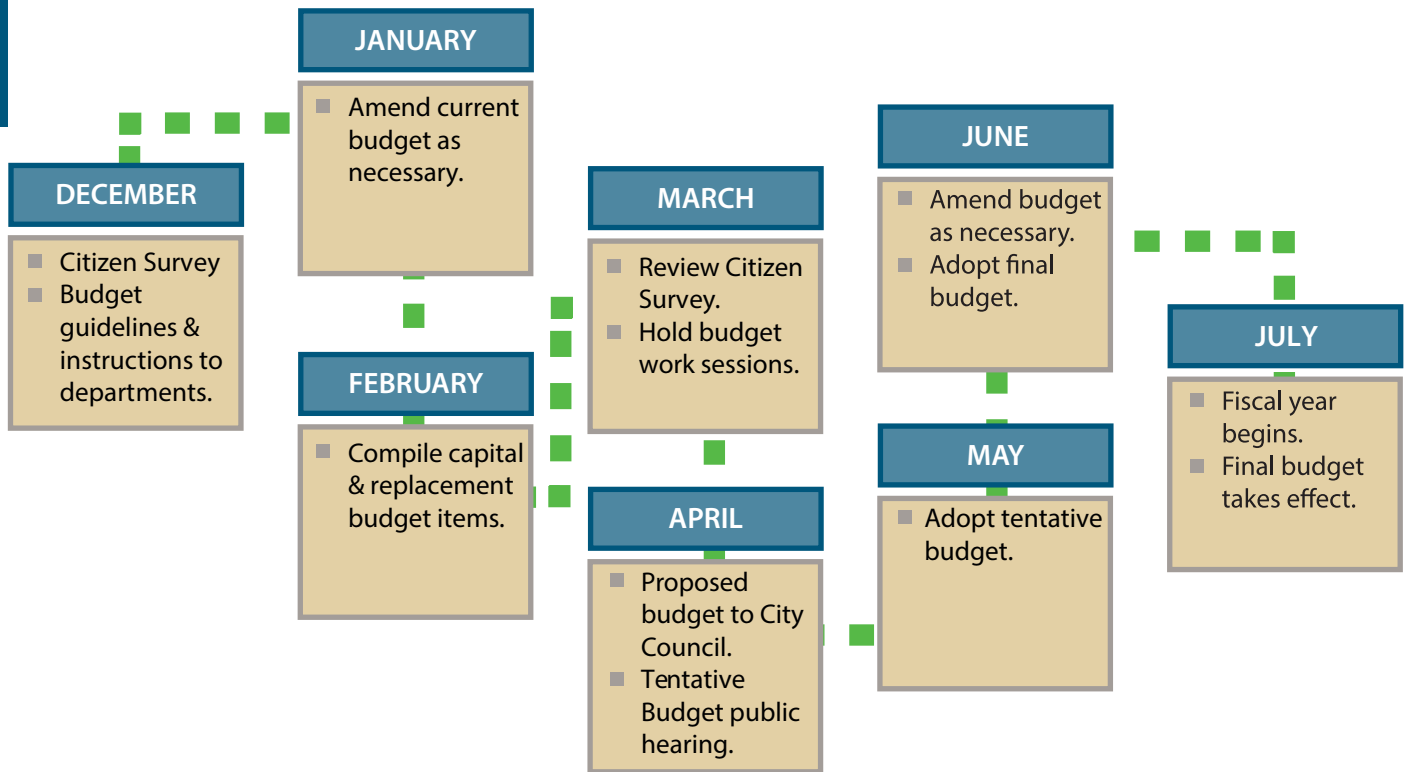 DECEMBER
Citizen Survey
Budget
guidelines &
instructions to
departments.
JANUARY
Amend current
budget as
necessary.
FEBRUARY
Compile capital
& replacement
budget items.
MARCH
Review Citizen
Survey.
Hold budget
work sessions.
APRIL
Proposed
budget to City
Council.
Tentative
Budget public
hearing.
MAY
Adopt tentative
budget.
JUNE
Amend budget
as necessary.
Adopt final
budget.
JULY
Fiscal year
begins.
Final budget
takes effect.